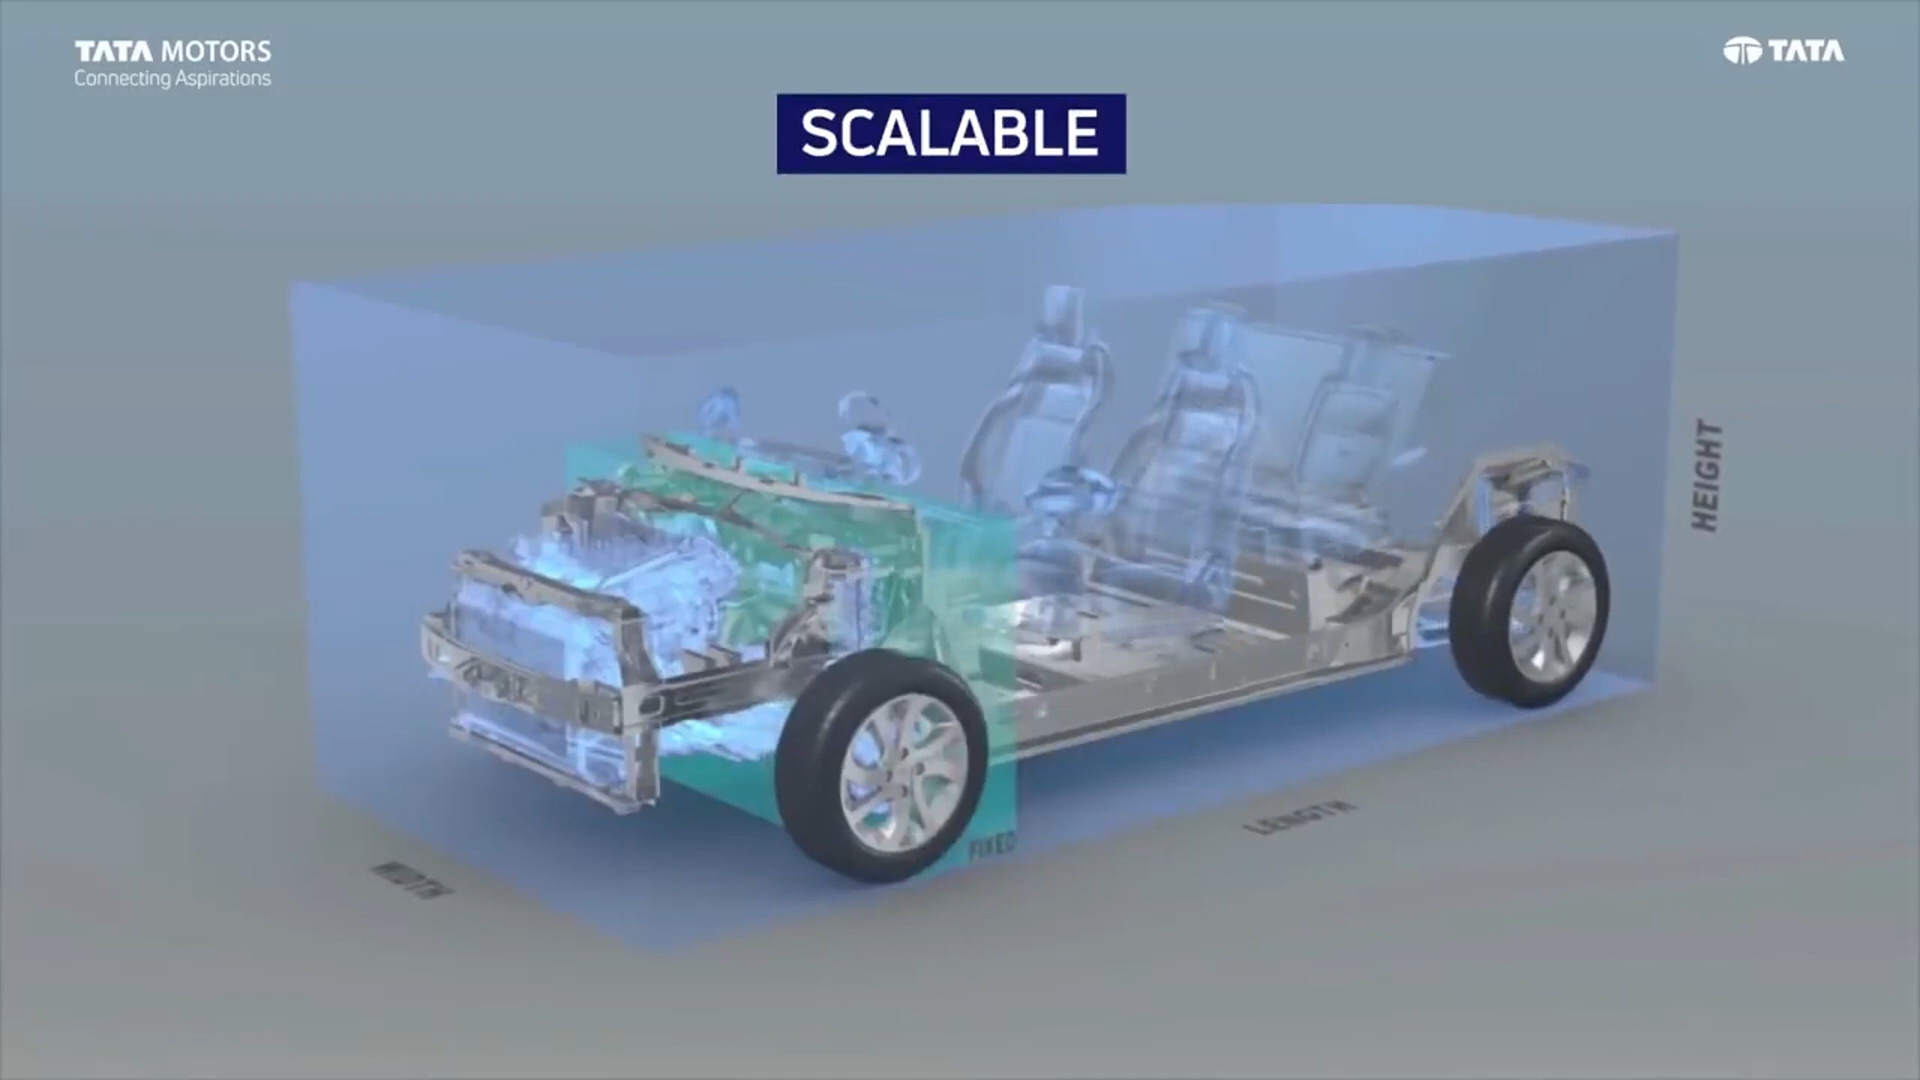 TATA MOTORS
Connecting Aspirations
TATA
SCALABLE
HEIGHT
LENGTH
FIXED
WIDTH